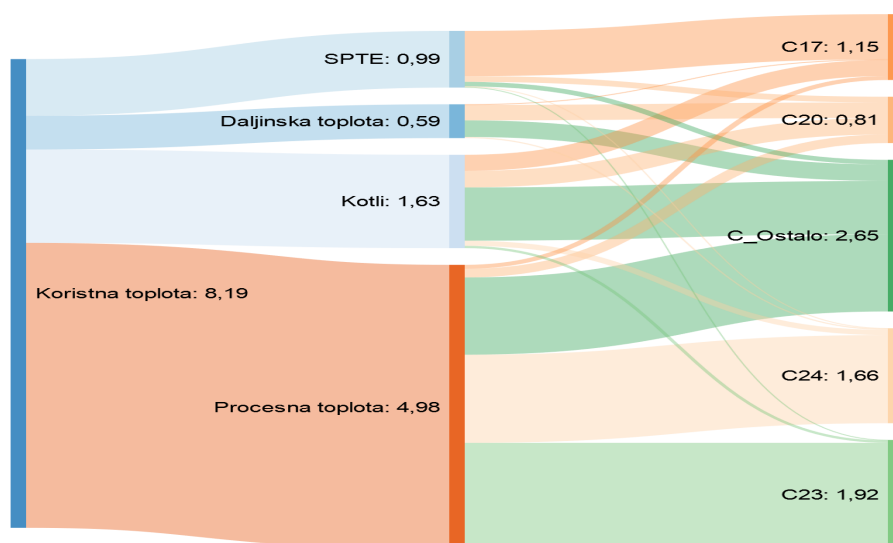 Koristna toplota: 8,19
SPTE: 0,99
Daljinska toplota: 0,59
Kotli: 1,63
Procesna toplota: 4,98
C17: 1,15
C20: 0,81
C_Ostalo: 2,65
C24: 1,66
C23: 1,92